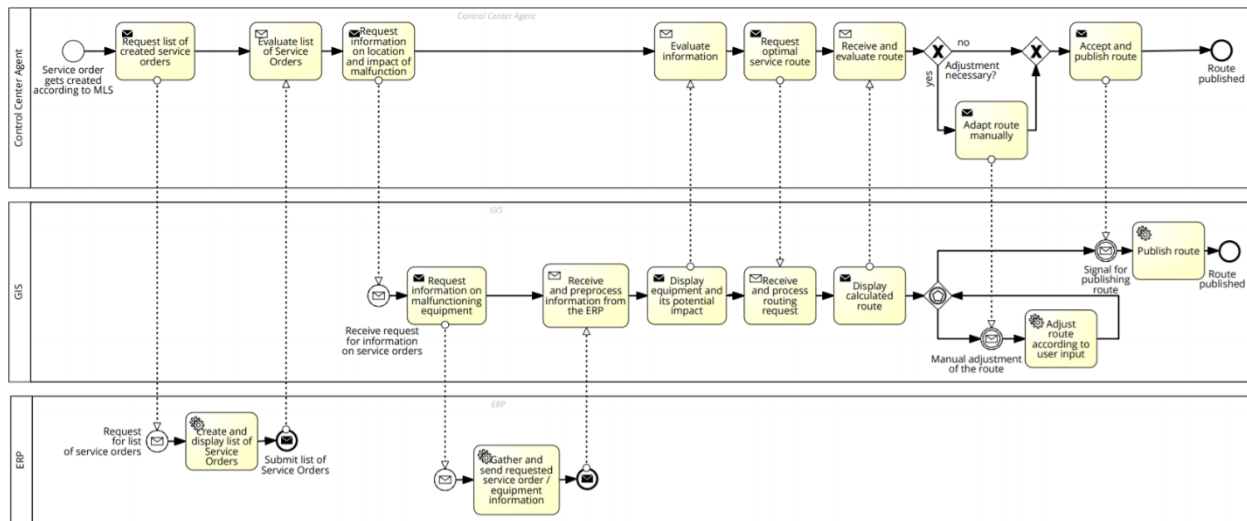 Control Center Agent
Control Center Agent
Service order
gets created
according to MLS
Request list of
created service
orders
Evaluate list
of Service
Orders
Request
information
on location
and impact of
malfunction
Evaluate
information
Request
optimal
service route
Receive and
evaluate route
no
Adjustment
necessary?
yes
Adapt route
manually
Accept and
publish route
Route
published
GIS
GIS
Receive request
for information
on service orders
Request
information on
malfunctioning
equipment
Receive
and preprocess
information from
the ERP
Display
equipment and
its potential
impact
Receive
and process
routing
request
Display
calculated
route
Signal for
publishing
route
Publish route
Route
published
Manual adjustment
of the route
Adjust
route
according to
user input
ERP
ERP
Request
for list
of service orders
Create and
display list of
Service
Orders
Submit list of
Service Orders
Gather and
send requested
service order /
equipment
information